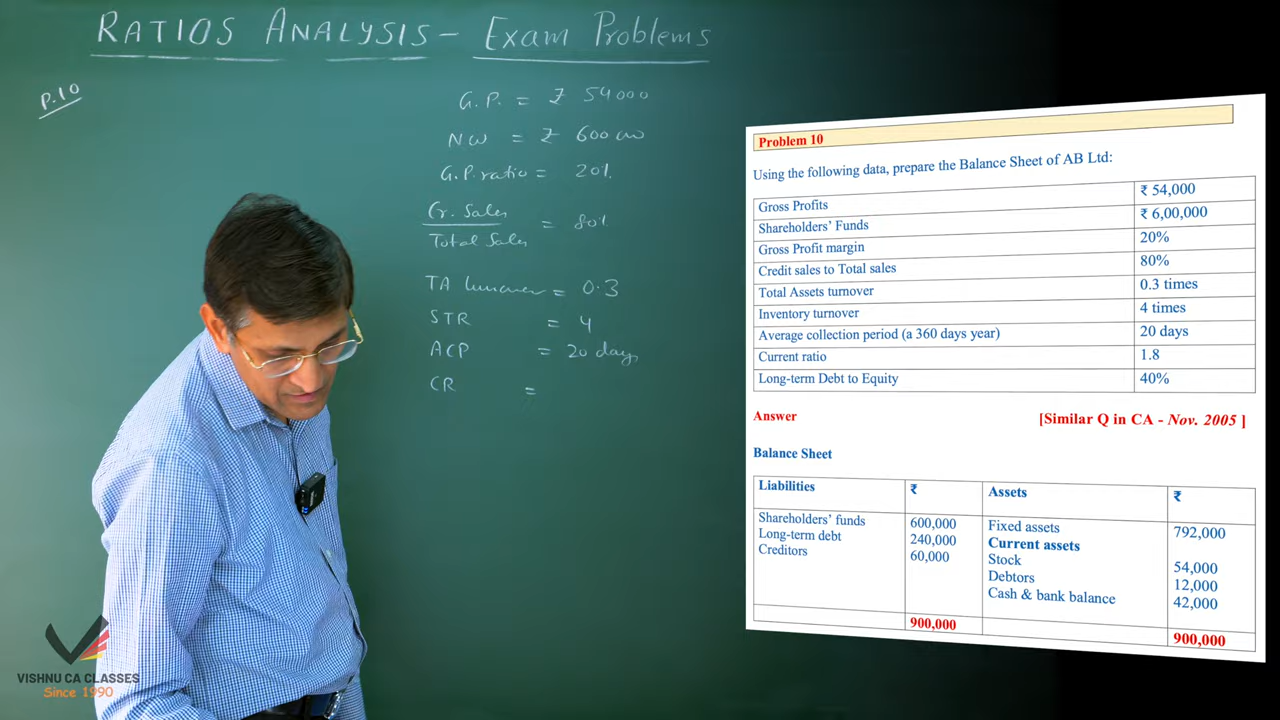 RATIOS ANALYSIS - Exam Problems
P.10
G.P. = ₹ 54000
NW = ₹ 600000
G.P. ratio = 20%
Cr. Sales
Total Sales = 80%
TA turnover = 0.3
STR = 4
ACP = 20 days
CR =
Problem 10
Using the following data, prepare the Balance Sheet of AB Ltd:
Gross Profits ₹ 54,000
Shareholders' Funds ₹ 6,00,000
Gross Profit margin 20%
Credit sales to Total sales 80%
Total Assets turnover 0.3 times
Inventory turnover 4 times
Average collection period (a 360 days year) 20 days
Current ratio 1.8
Long-term Debt to Equity 40%
Answer [Similar Q in CA - Nov. 2005 ]
Balance Sheet
Liabilities ₹ Assets ₹
Shareholders' funds 600,000 Fixed assets 792,000
Long-term debt 240,000 Current assets
Creditors 60,000 Stock 54,000
Debtors 12,000
Cash & bank balance 42,000
900,000 900,000
VISHNU CA CLASSES
Since 1990